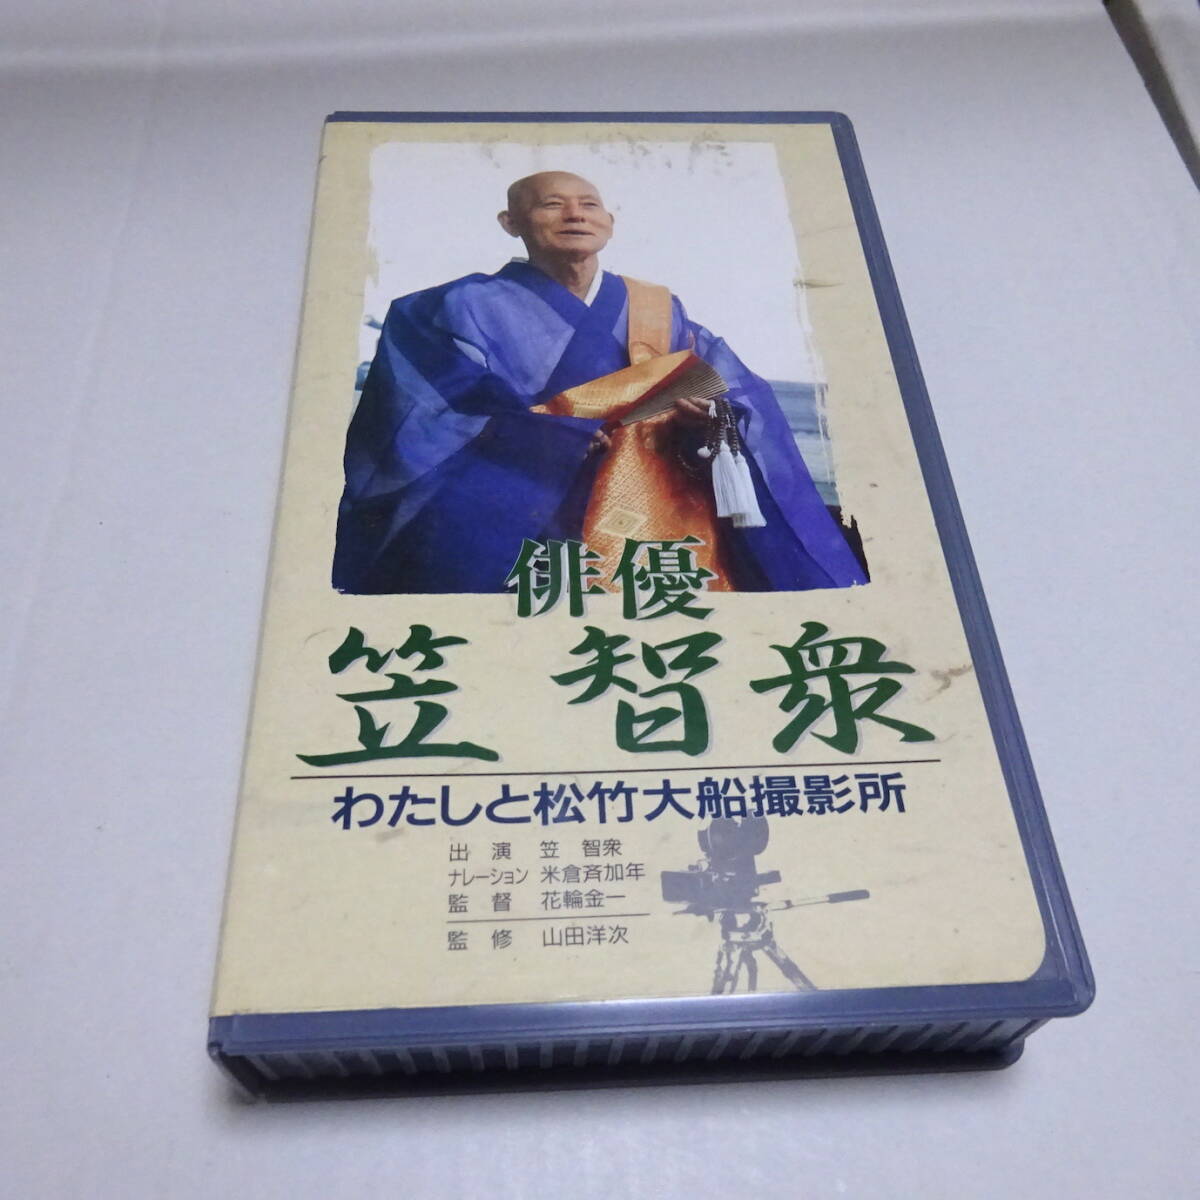 俳優
笠 智衆
わたしと松竹大船撮影所
出演 笠 智衆
ナレーション 米倉斉加年
監督 花輪金一
監修 山田洋次